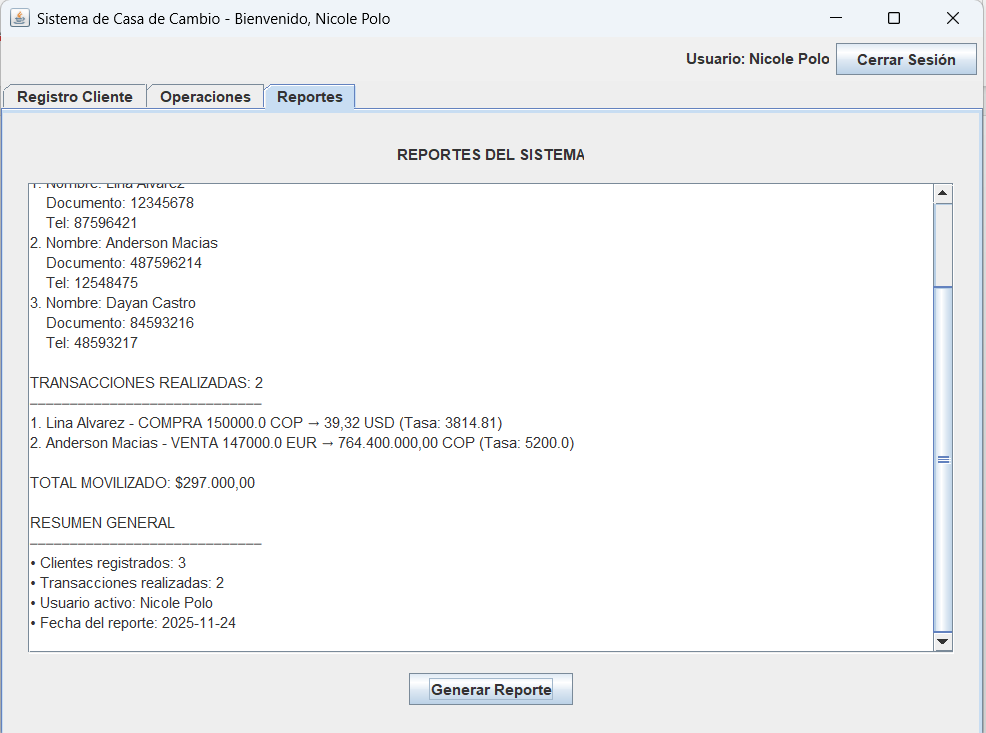 Sistema de Casa de Cambio - Bienvenido, Nicole Polo
Usuario: Nicole Polo
Cerrar Sesión
Registro Cliente
Operaciones
Reportes
REPORTES DEL SISTEMA
1. Nombre: Lina Alvarez
Documento: 12345678
Tel: 87596421
2. Nombre: Anderson Macias
Documento: 487596214
Tel: 12548475
3. Nombre: Dayan Castro
Documento: 84593216
Tel: 48593217
TRANSACCIONES REALIZADAS: 2
-----------------------------
1. Lina Alvarez - COMPRA 150000.0 COP → 39,32 USD (Tasa: 3814.81)
2. Anderson Macias - VENTA 147000.0 EUR → 764.400.000,00 COP (Tasa: 5200.0)
TOTAL MOVILIZADO: $297.000,00
RESUMEN GENERAL
-----------------------------
• Clientes registrados: 3
• Transacciones realizadas: 2
• Usuario activo: Nicole Polo
• Fecha del reporte: 2025-11-24
Generar Reporte